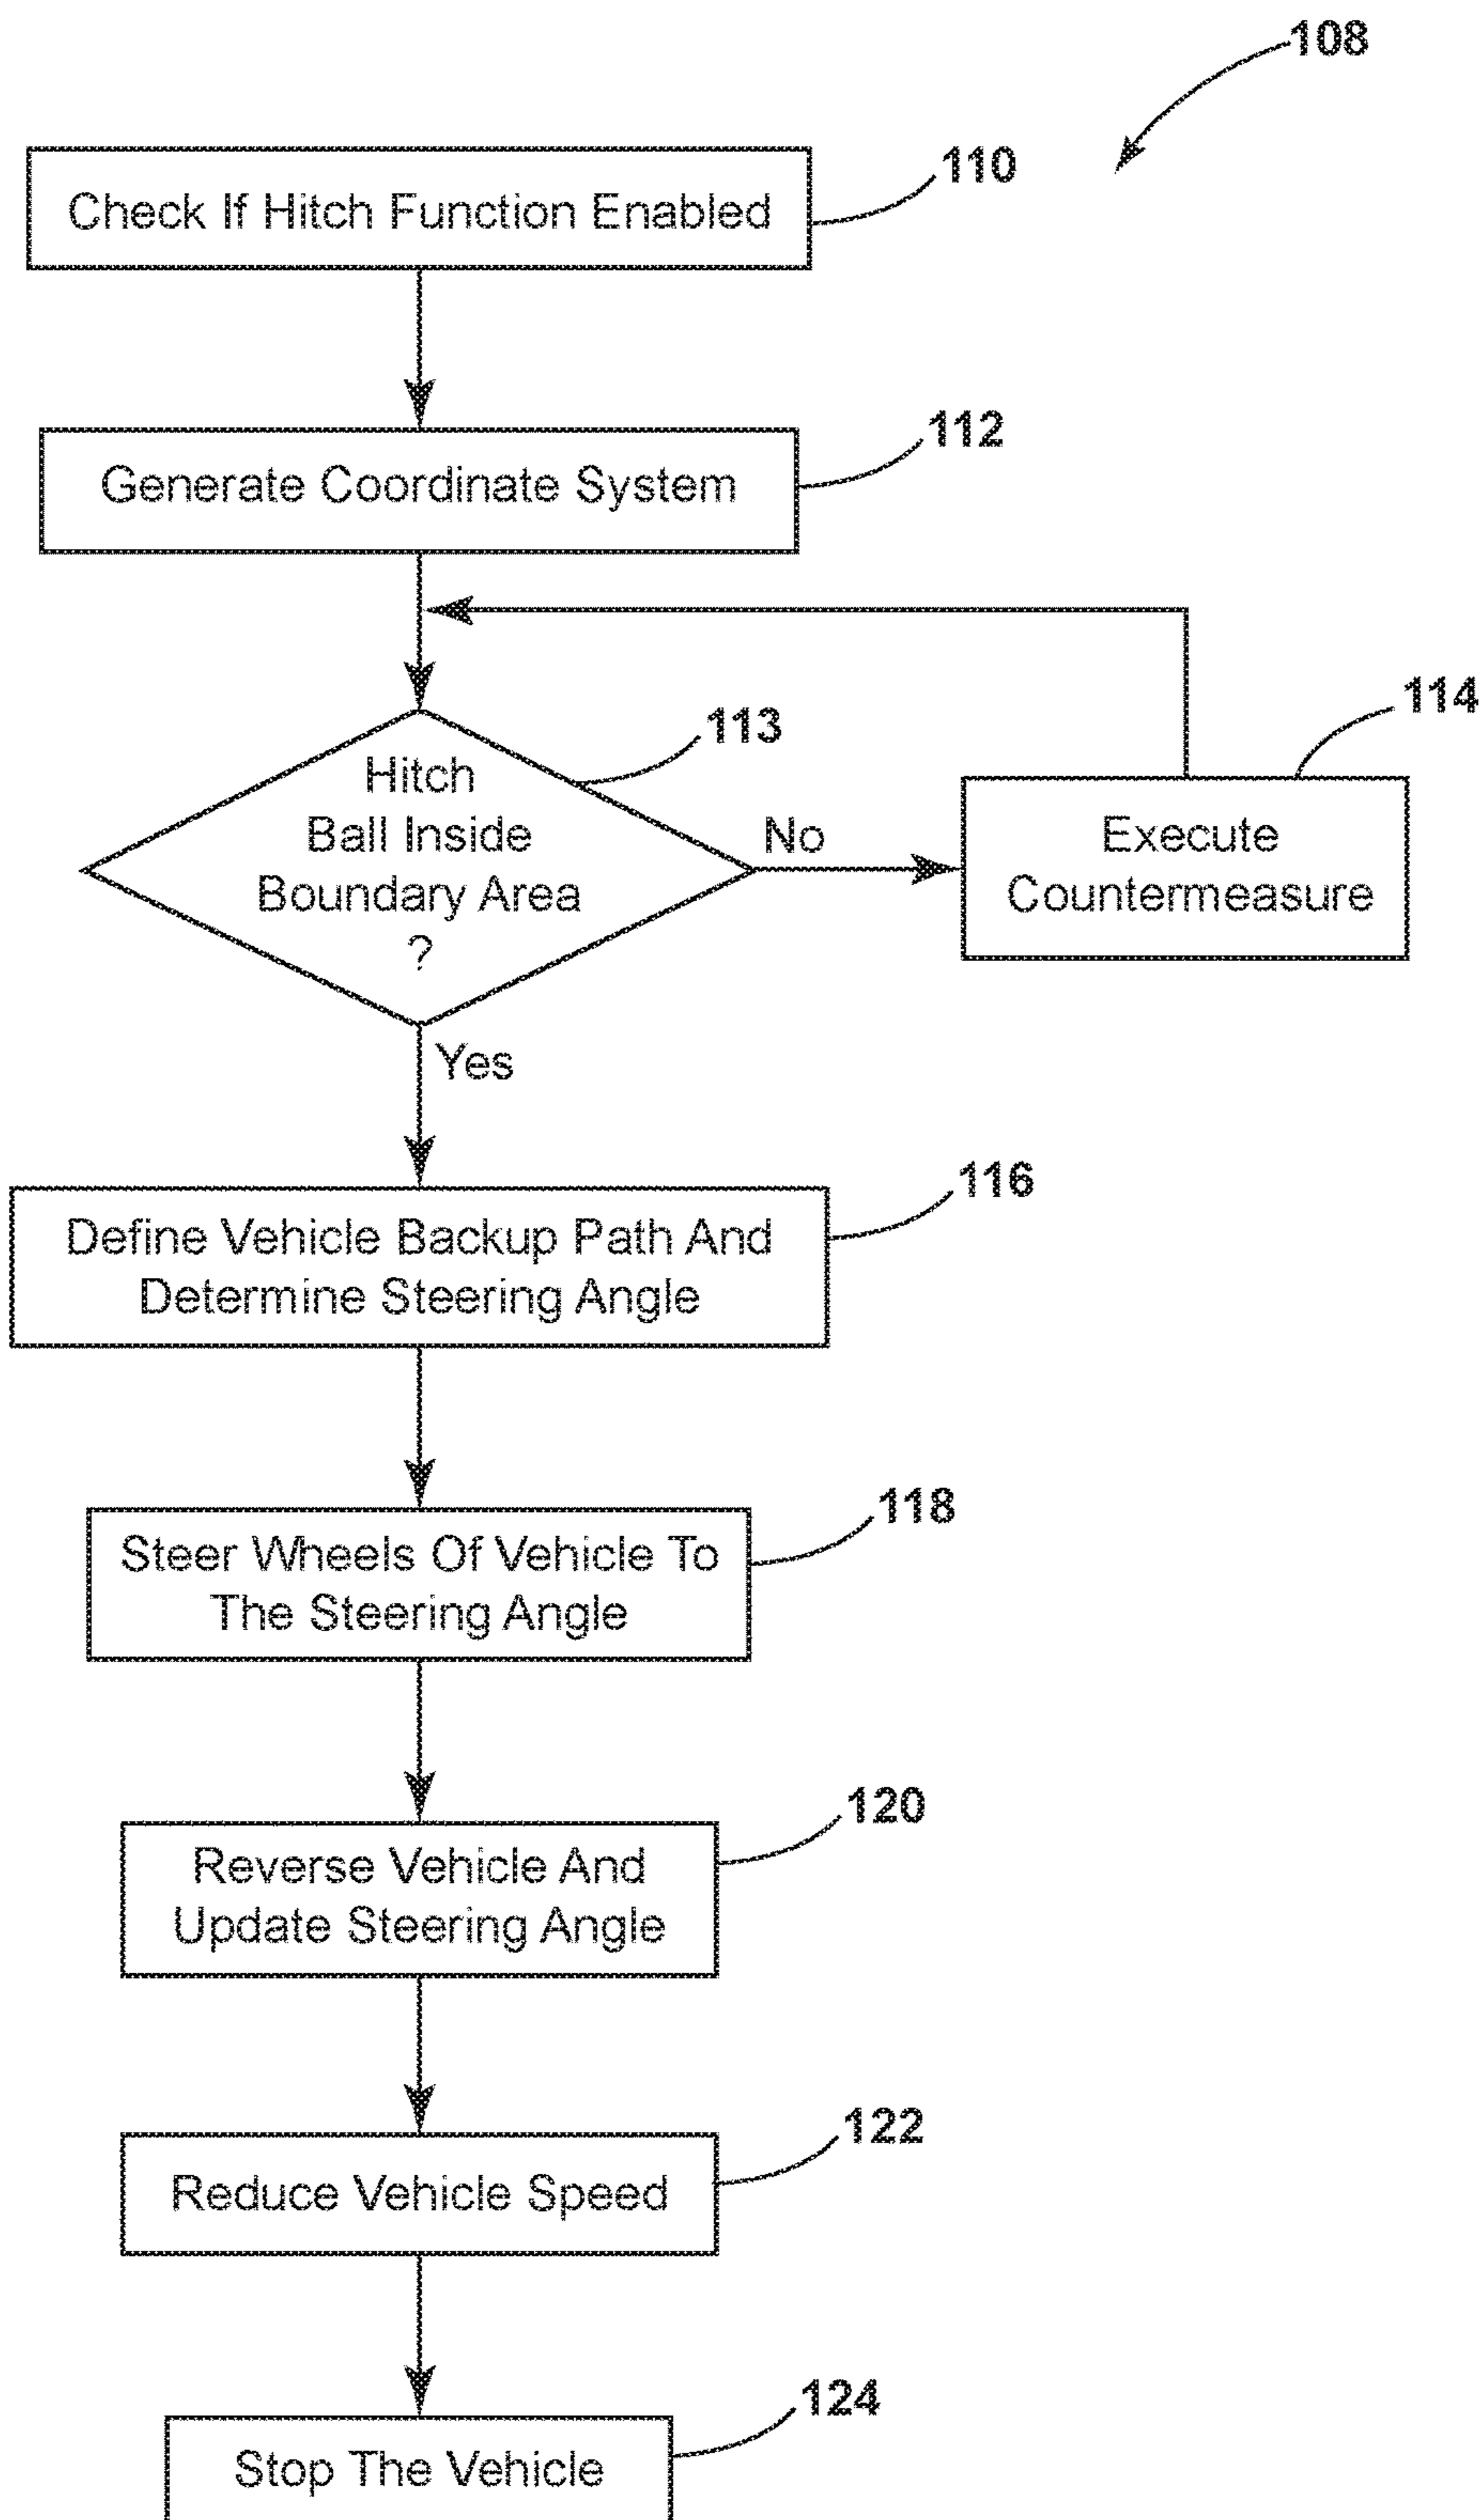 108
110
Check If Hitch Function Enabled
112
Generate Coordinate System
113
114
Hitch
Ball Inside
Boundary Area
?
No
Execute
Countermeasure
Yes
116
Define Vehicle Backup Path And
Determine Steering Angle
118
Steer Wheels Of Vehicle To
The Steering Angle
120
Reverse Vehicle And
Update Steering Angle
122
Reduce Vehicle Speed
124
Stop The Vehicle